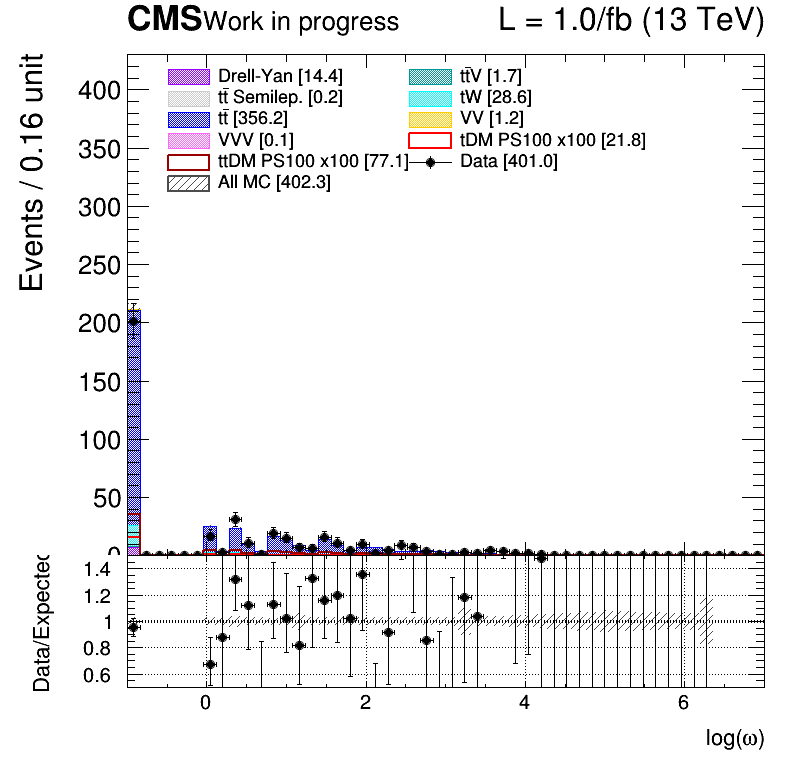 CMS Work in progress L = 1.0/fb (13 TeV)
Drell-Yan [14.4] tt̄V [1.7]
tt̄ Semilep. [0.2] tW [28.6]
tt̄ [356.2] VV [1.2]
VVV [0.1] tDM PS100 x100 [21.8]
ttDM PS100 x100 [77.1] Data [401.0]
All MC [402.3]
Events / 0.16 unit
400
350
300
250
200
150
100
50
0
Data/Expected
1.4
1.2
1
0.8
0.6
0 2 4 6
log(ω)